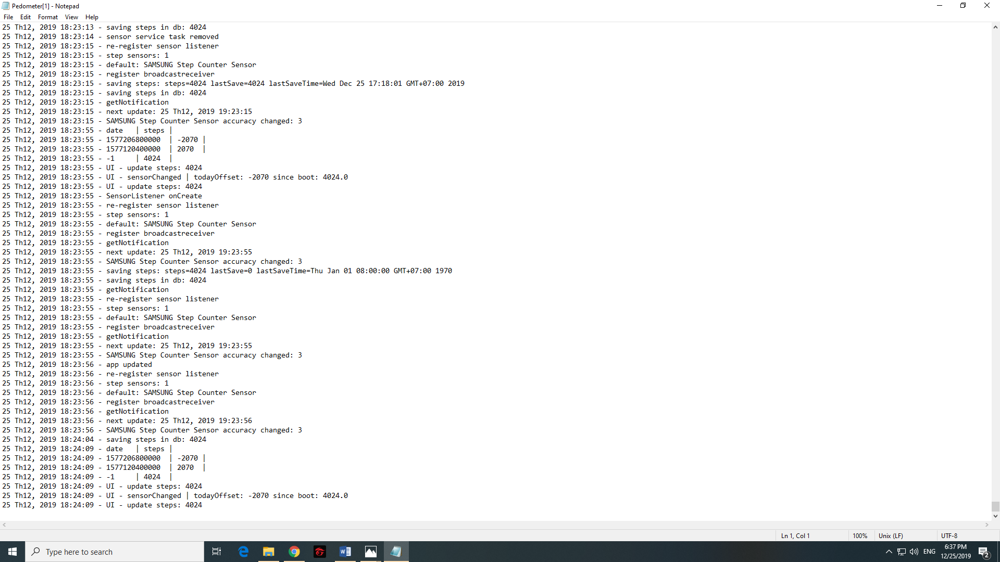 Pedometer[1] - Notepad
File Edit Format View Help
25 Th12, 2019 18:23:13 - saving steps in db: 4024
25 Th12, 2019 18:23:14 - sensor service task removed
25 Th12, 2019 18:23:15 - re-register sensor listener
25 Th12, 2019 18:23:15 - step sensors: 1
25 Th12, 2019 18:23:15 - default: SAMSUNG Step Counter Sensor
25 Th12, 2019 18:23:15 - register broadcastreceiver
25 Th12, 2019 18:23:15 - saving steps: steps=4024 lastSave=4024 lastSaveTime=Wed Dec 25 17:18:01 GMT+07:00 2019
25 Th12, 2019 18:23:15 - saving steps in db: 4024
25 Th12, 2019 18:23:15 - getNotification
25 Th12, 2019 18:23:15 - next update: 25 Th12, 2019 19:23:15
25 Th12, 2019 18:23:15 - SAMSUNG Step Counter Sensor accuracy changed: 3
25 Th12, 2019 18:23:55 - date | steps |
25 Th12, 2019 18:23:55 - 1577206800000 | -2070 |
25 Th12, 2019 18:23:55 - 1577120400000 | 2070 |
25 Th12, 2019 18:23:55 - -1 | 4024 |
25 Th12, 2019 18:23:55 - UI - update steps: 4024
25 Th12, 2019 18:23:55 - UI - sensorChanged | todayOffset: -2070 since boot: 4024.0
25 Th12, 2019 18:23:55 - UI - update steps: 4024
25 Th12, 2019 18:23:55 - SensorListener onCreate
25 Th12, 2019 18:23:55 - re-register sensor listener
25 Th12, 2019 18:23:55 - step sensors: 1
25 Th12, 2019 18:23:55 - default: SAMSUNG Step Counter Sensor
25 Th12, 2019 18:23:55 - register broadcastreceiver
25 Th12, 2019 18:23:55 - getNotification
25 Th12, 2019 18:23:55 - next update: 25 Th12, 2019 19:23:55
25 Th12, 2019 18:23:55 - SAMSUNG Step Counter Sensor accuracy changed: 3
25 Th12, 2019 18:23:55 - saving steps: steps=4024 lastSave=0 lastSaveTime=Thu Jan 01 08:00:00 GMT+07:00 1970
25 Th12, 2019 18:23:55 - saving steps in db: 4024
25 Th12, 2019 18:23:55 - getNotification
25 Th12, 2019 18:23:55 - re-register sensor listener
25 Th12, 2019 18:23:55 - step sensors: 1
25 Th12, 2019 18:23:55 - default: SAMSUNG Step Counter Sensor
25 Th12, 2019 18:23:55 - register broadcastreceiver
25 Th12, 2019 18:23:55 - getNotification
25 Th12, 2019 18:23:55 - next update: 25 Th12, 2019 19:23:55
25 Th12, 2019 18:23:55 - SAMSUNG Step Counter Sensor accuracy changed: 3
25 Th12, 2019 18:23:56 - app updated
25 Th12, 2019 18:23:56 - re-register sensor listener
25 Th12, 2019 18:23:56 - step sensors: 1
25 Th12, 2019 18:23:56 - default: SAMSUNG Step Counter Sensor
25 Th12, 2019 18:23:56 - register broadcastreceiver
25 Th12, 2019 18:23:56 - getNotification
25 Th12, 2019 18:23:56 - next update: 25 Th12, 2019 19:23:56
25 Th12, 2019 18:23:56 - SAMSUNG Step Counter Sensor accuracy changed: 3
25 Th12, 2019 18:24:04 - saving steps in db: 4024
25 Th12, 2019 18:24:09 - date | steps |
25 Th12, 2019 18:24:09 - 1577206800000 | -2070 |
25 Th12, 2019 18:24:09 - 1577120400000 | 2070 |
25 Th12, 2019 18:24:09 - -1 | 4024 |
25 Th12, 2019 18:24:09 - UI - update steps: 4024
25 Th12, 2019 18:24:09 - UI - sensorChanged | todayOffset: -2070 since boot: 4024.0
25 Th12, 2019 18:24:09 - UI - update steps: 4024
Ln 1, Col 1 100% Unix (LF) UTF-8
Type here to search
ENG
6:37 PM
12/25/2019
2